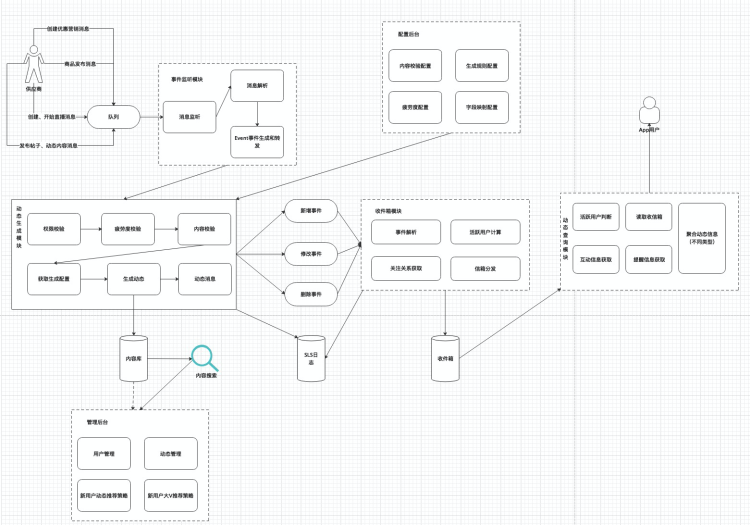 创建优惠营销消息
商品发布消息
供应商
创建、开始直播消息
发布帖子、动态内容消息
队列
事件监听模块
消息监听
消息解析
Event事件生成和转
发
配置后台
内容校验配置
生成规则配置
疲劳度配置
字段映射配置
App用户
动态生成模块
权限校验
疲劳度校验
内容校验
获取生成配置
生成动态
动态消息
新增事件
修改事件
删除事件
收件箱模块
事件解析
活跃用户计算
关注关系获取
信箱分发
动态查询模块
活跃用户判断
读取收信箱
聚合动态信息
(不同类型)
互动信息获取
提醒信息获取
内容库
内容搜索
SLS日
志
收件箱
管理后台
用户管理
动态管理
新用户动态推荐策略
新用户大V推荐策略